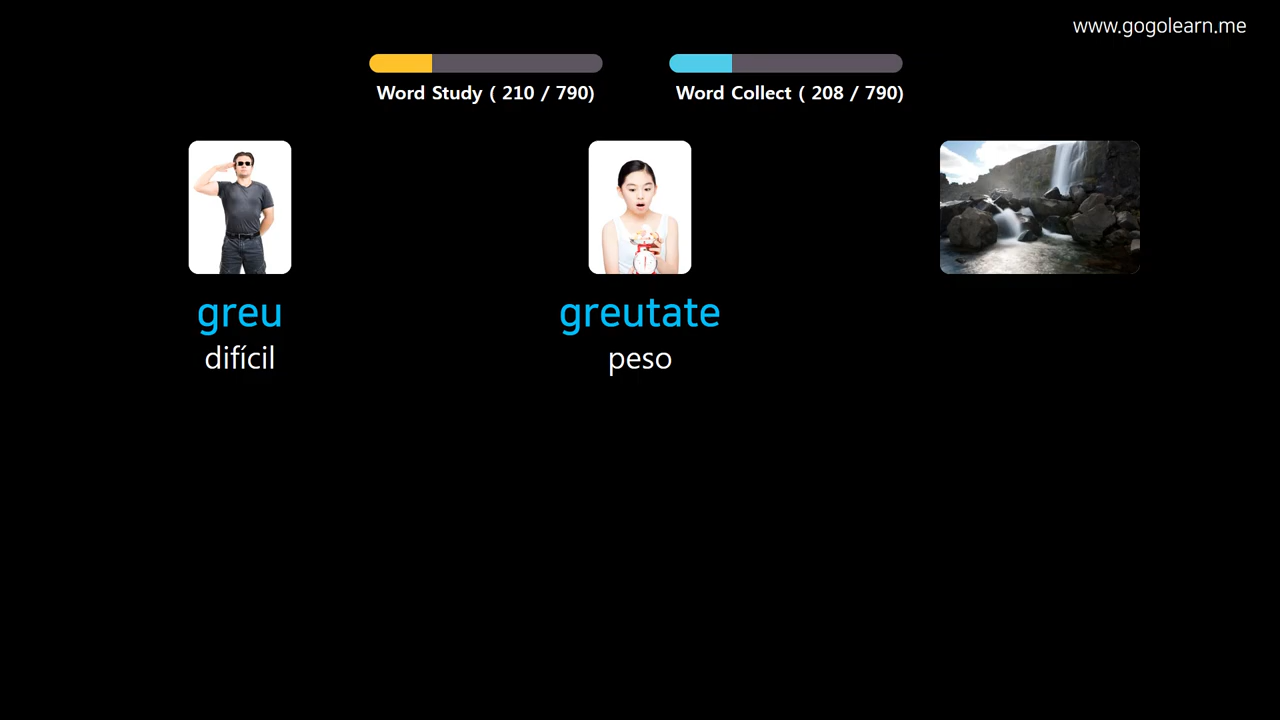 www.gogolearn.me
Word Study ( 210 / 790)
Word Collect ( 208 / 790)
greu
greutate
difícil
peso